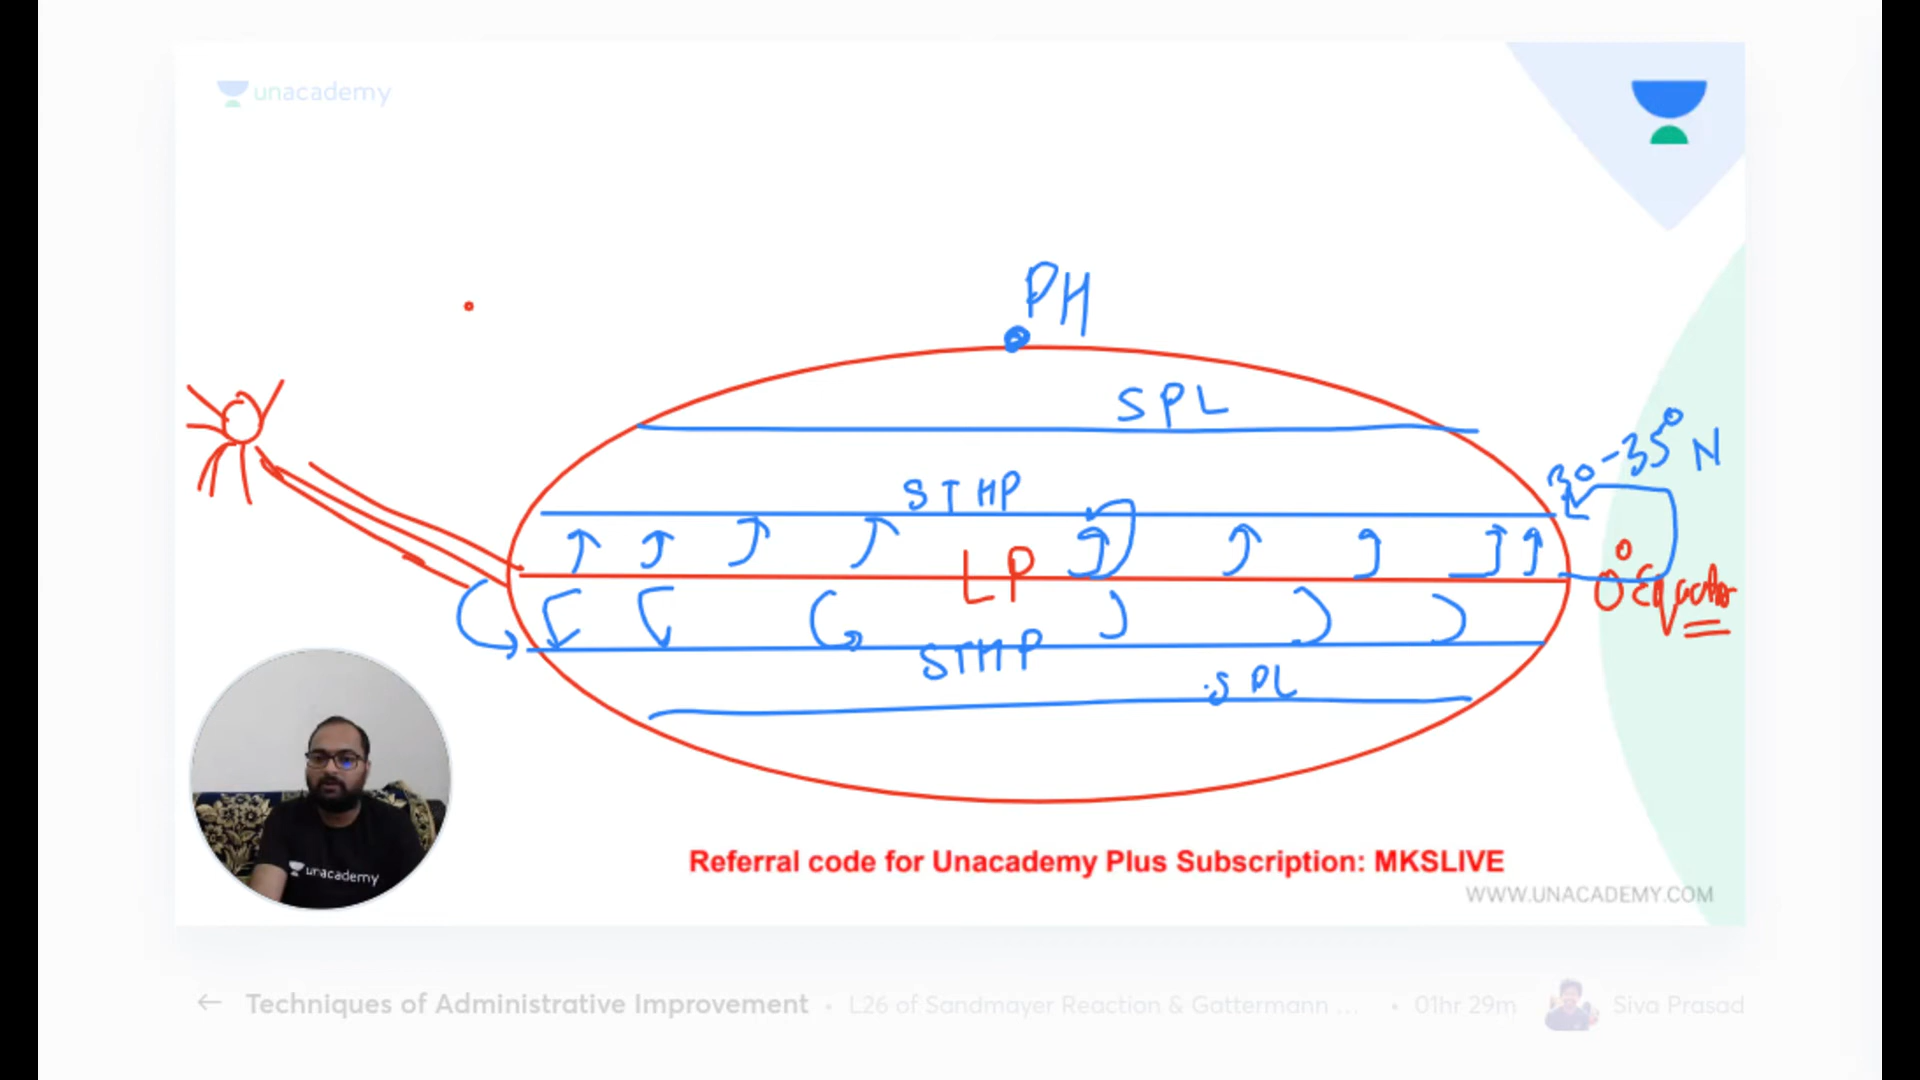 unacademy
PH
SPL
30-35° N
STHP
LP
0° Equator
STHP
SPL
unacademy
Referral code for Unacademy Plus Subscription: MKSLIVE
WWW.UNACADEMY.COM
Techniques of Administrative Improvement • L26 of Sandmayer Reaction & Gattermann ... • 01hr 29m Siva Prasad